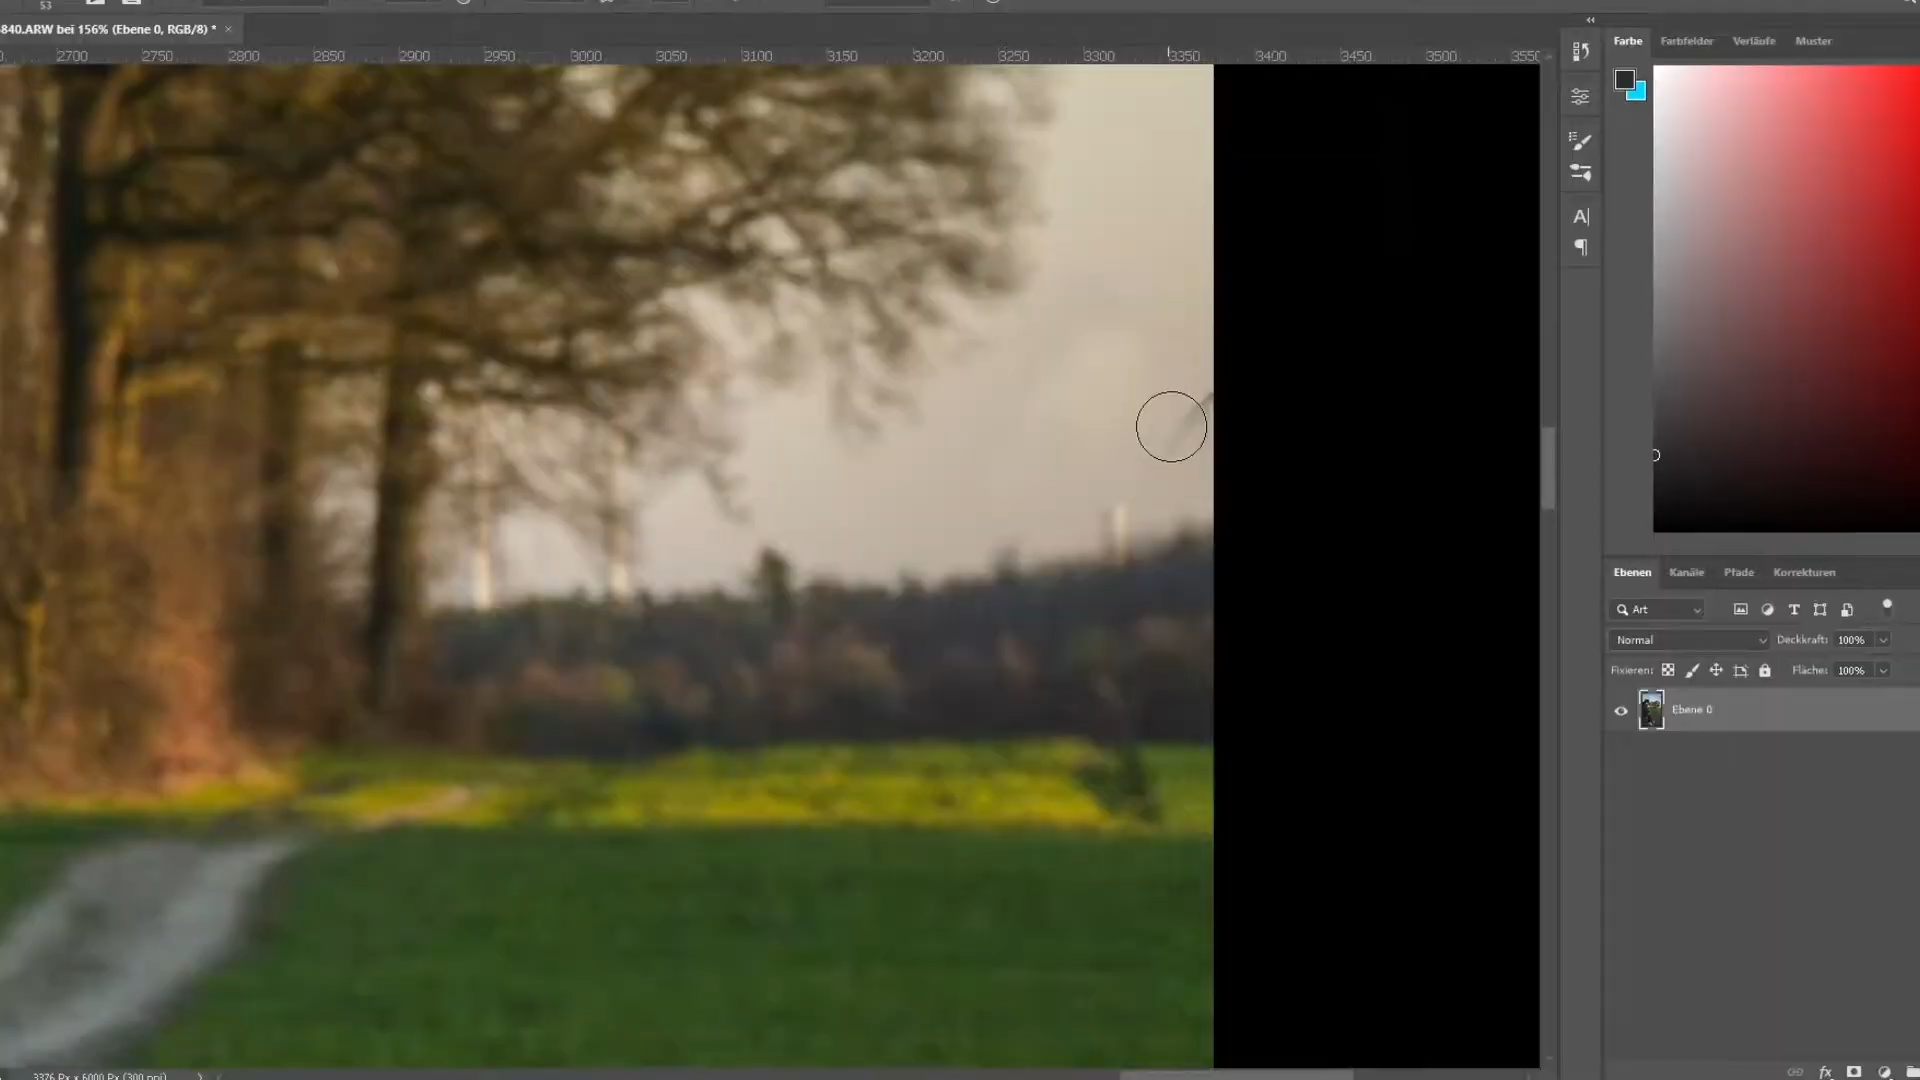 53
840.ARW bei 156% (Ebene 0, RGB/8) *
2700 2750 2800 2850 2900 2950 3000 3050 3100 3150 3200 3250 3300 3350 3400 3450 3500 3550
Farbe Farbfelder Verläufe Muster
Ebenen Kanäle Pfade Korrekturen
Art
Normal Deckkraft: 100%
Fixieren: Fläche: 100%
Ebene 0
fx
3376 Px x 6000 Px (300 ppi)